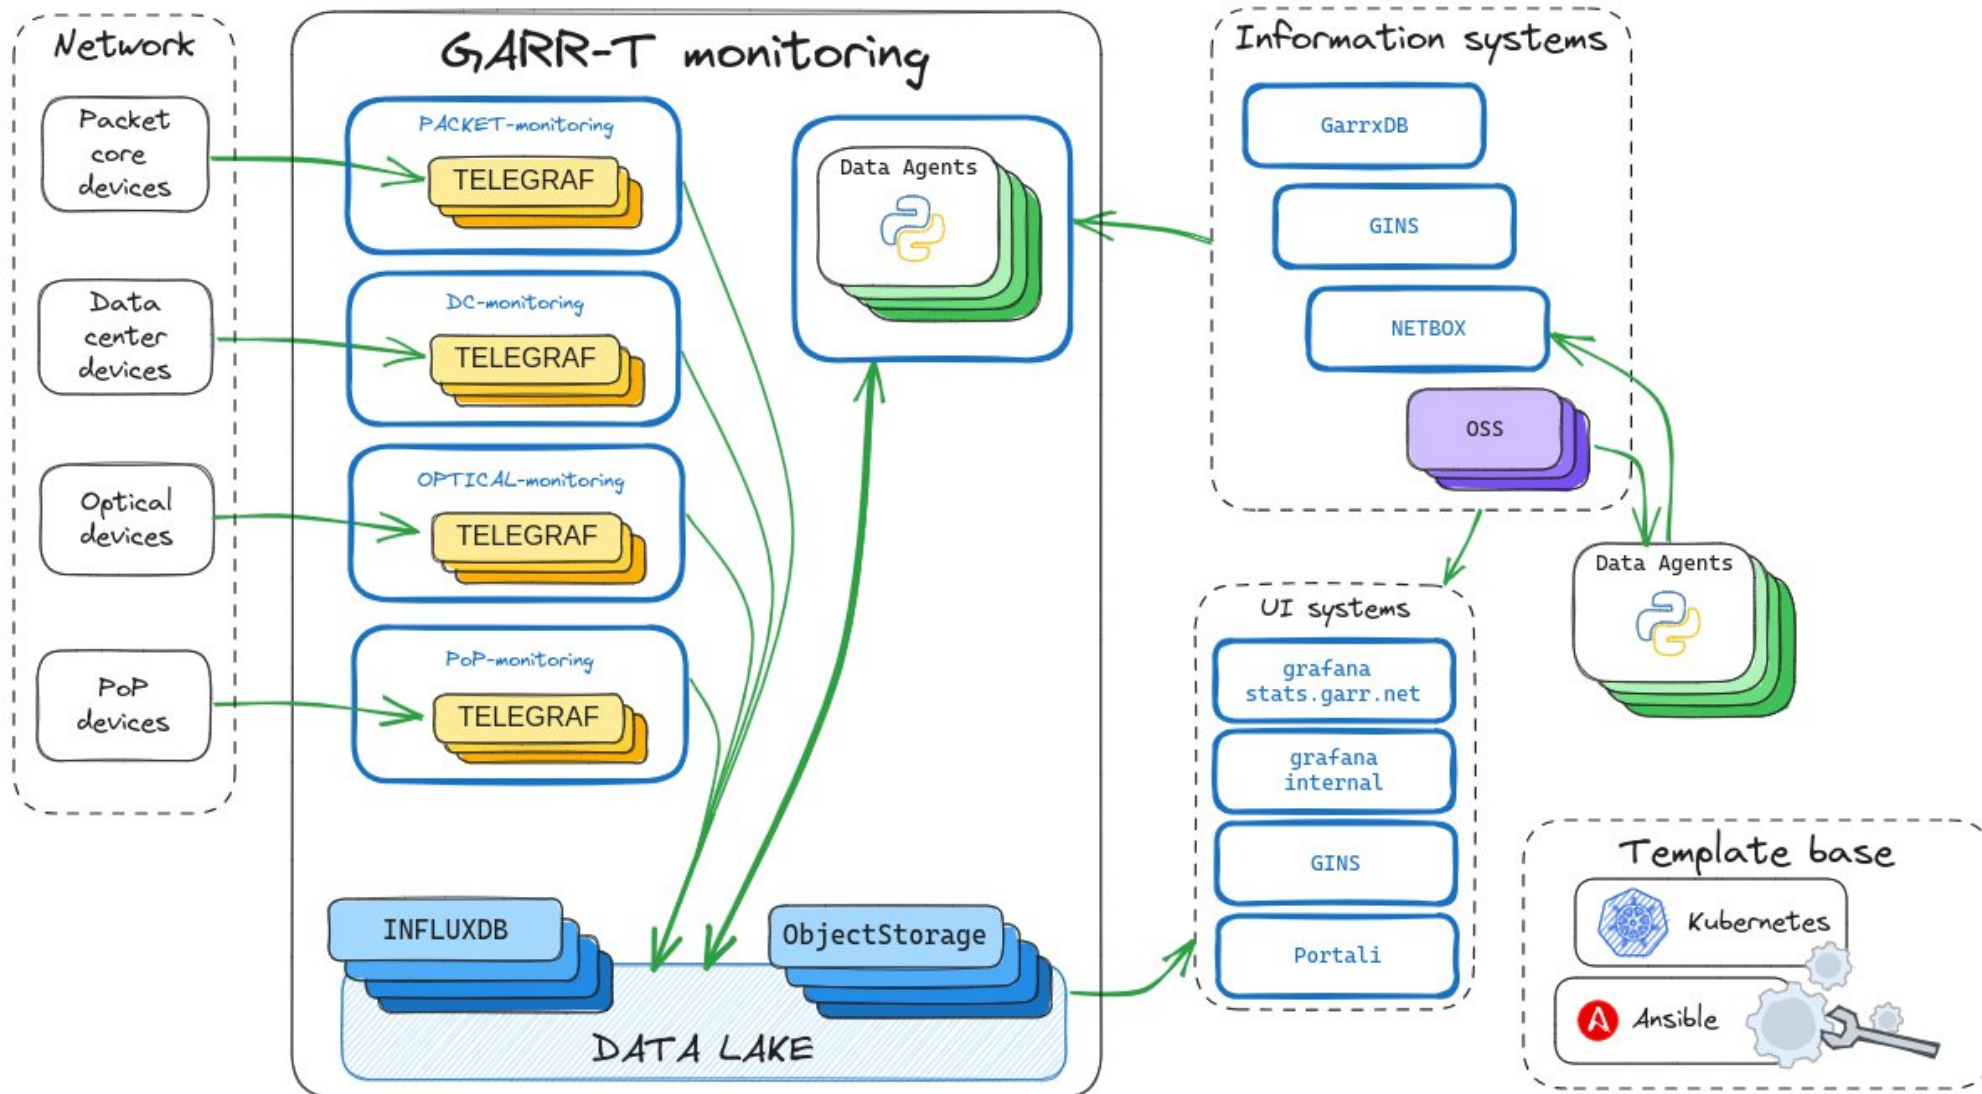 Network
Packet
core
devices
Data
center
devices
Optical
devices
PoP
devices
GARR-T monitoring
PACKET-monitoring
TELEGRAF
DC-monitoring
TELEGRAF
OPTICAL-monitoring
TELEGRAF
PoP-monitoring
TELEGRAF
Data Agents
INFLUXDB
ObjectStorage
DATA LAKE
Information systems
GarrxDB
GINS
NETBOX
OSS
Data Agents
UI systems
grafana
stats.garr.net
grafana
internal
GINS
Portali
Template base
Kubernetes
A
Ansible